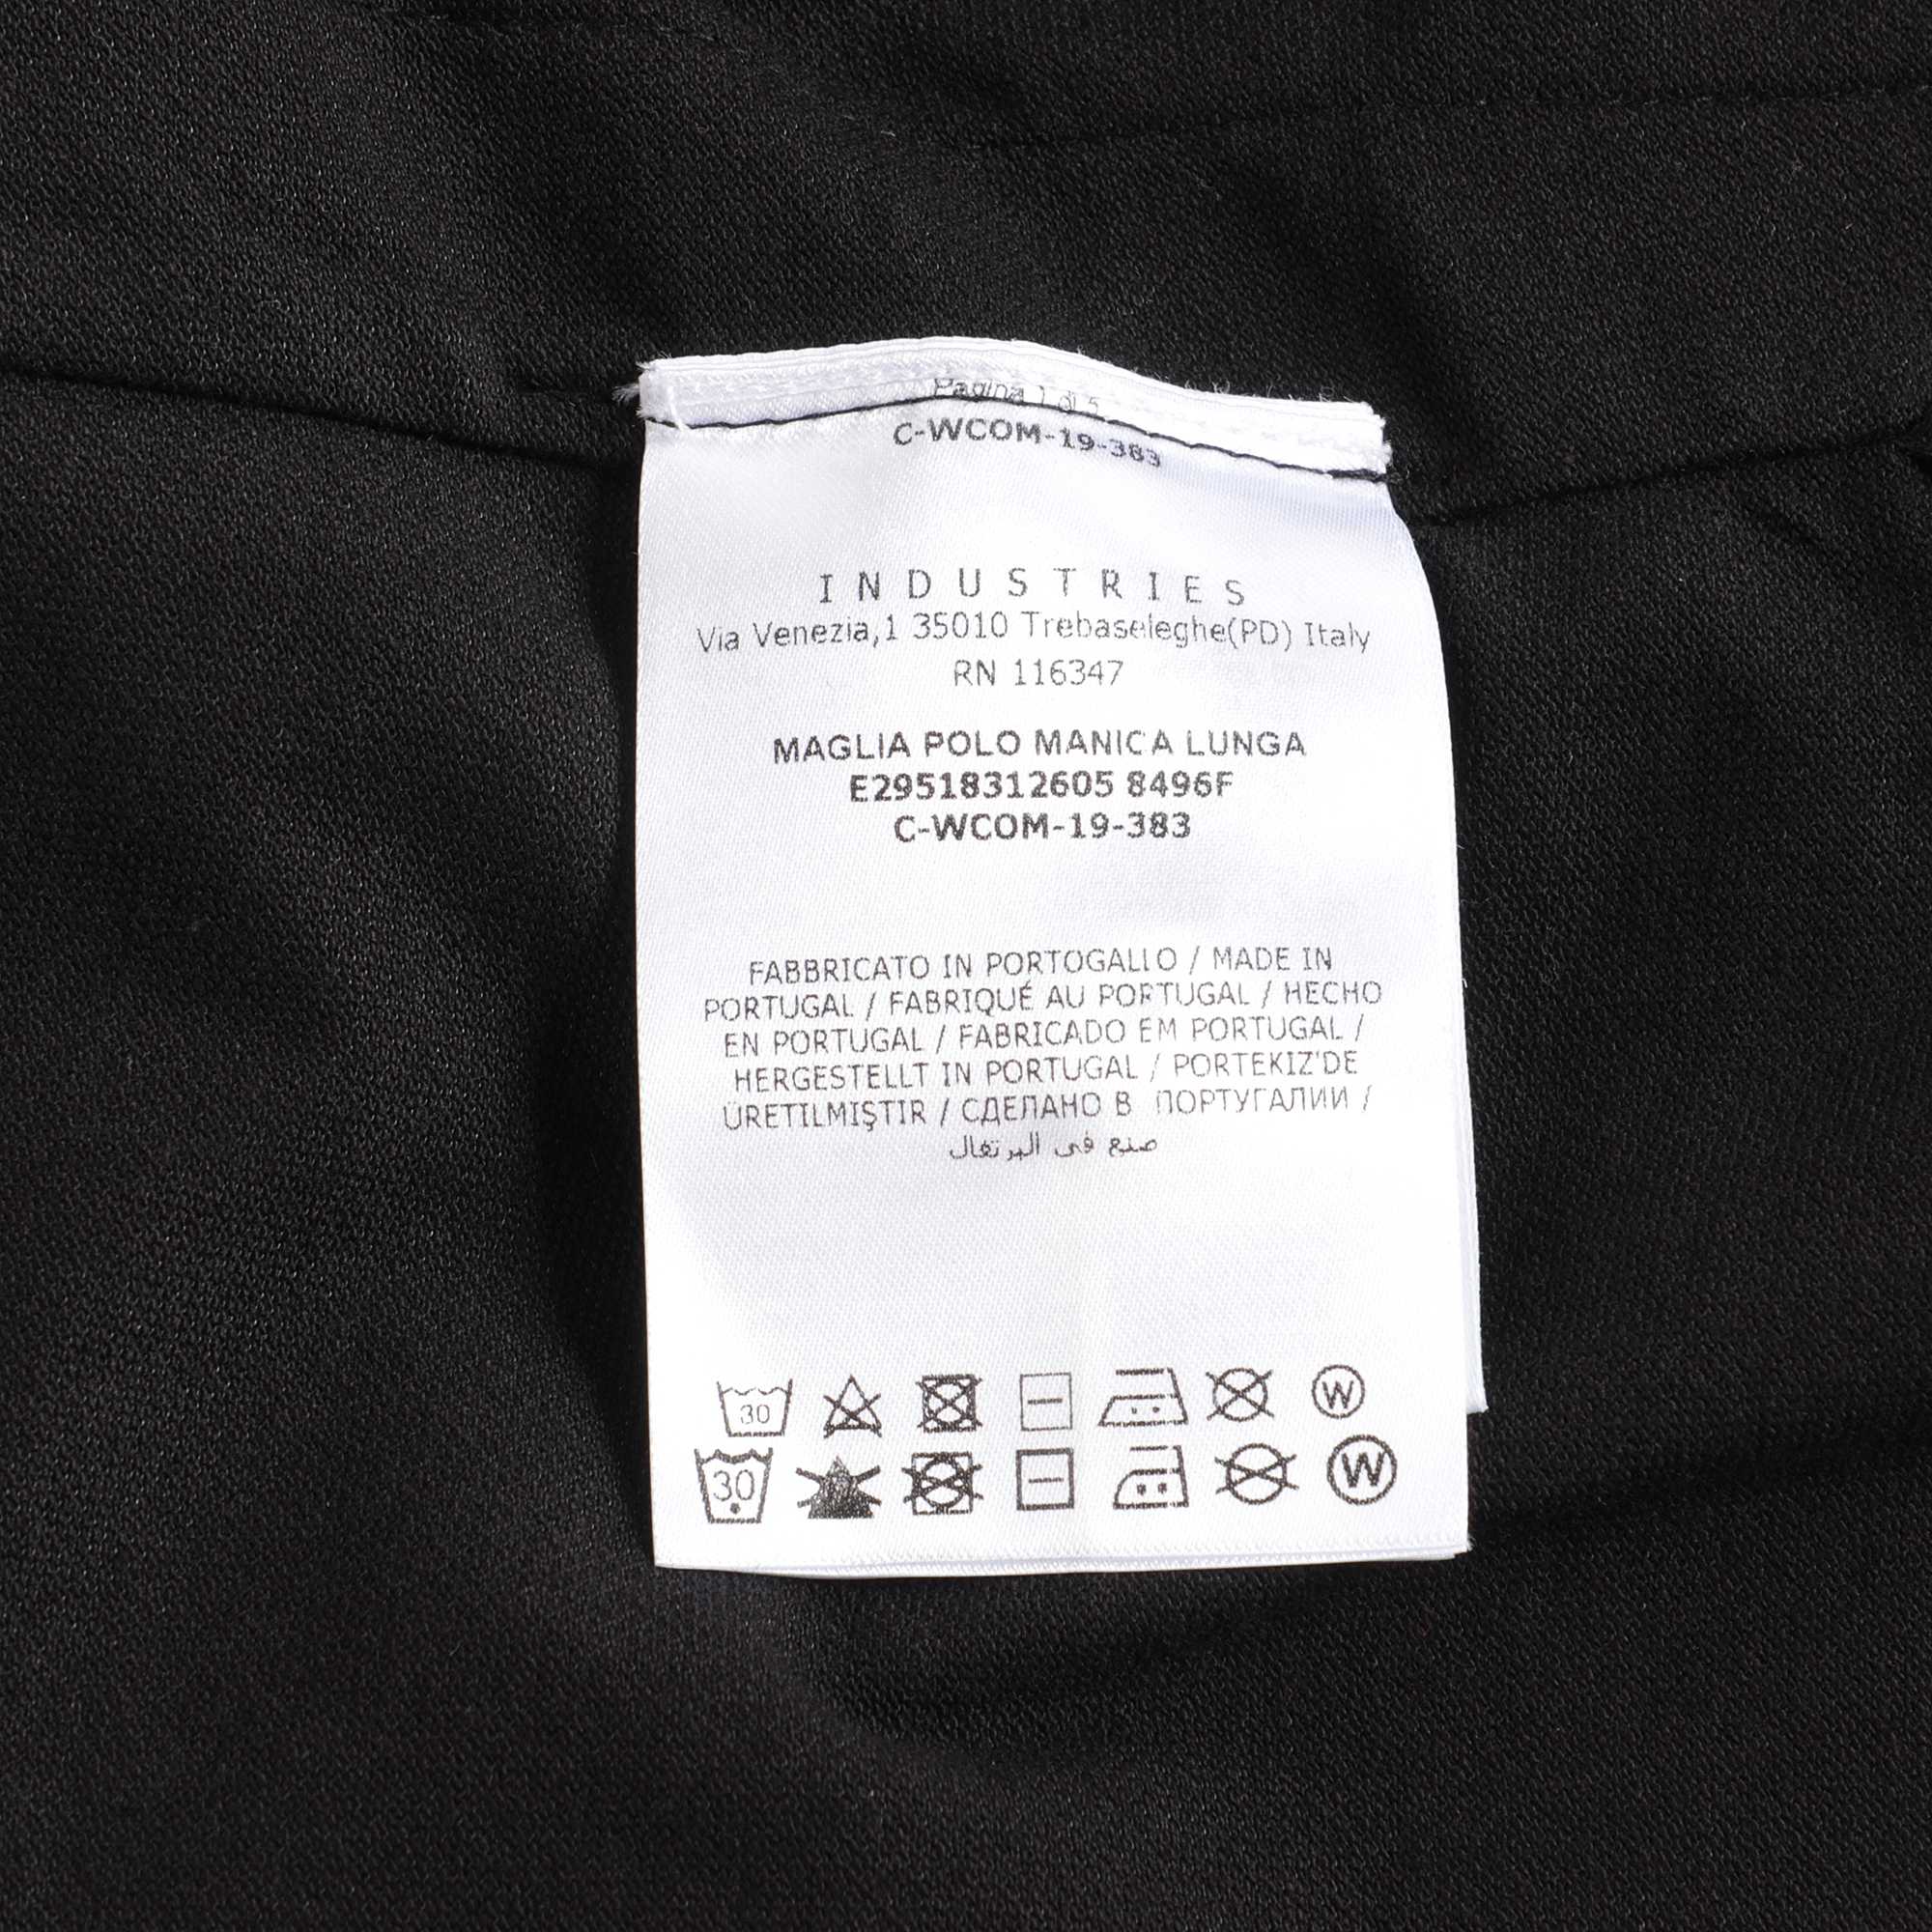 Pagina 1 di 5
C-WCOM-19-383
INDUSTRIES
Via Venezia,1 35010 Trebaseleghe(PD) Italy
RN 116347
MAGLIA POLO MANICA LUNGA
E29518312605 8496F
C-WCOM-19-383
FABBRICATO IN PORTOGALLO / MADE IN
PORTUGAL / FABRIQUÉ AU PORTUGAL / HECHO
EN PORTUGAL / FABRICADO EM PORTUGAL /
HERGESTELLT IN PORTUGAL / PORTEKIZ'DE
ÜRETILMIŞTIR / СДЕЛАНО В ПОРТУГАЛИИ /
صنع في البرتغال
30 W
30 W